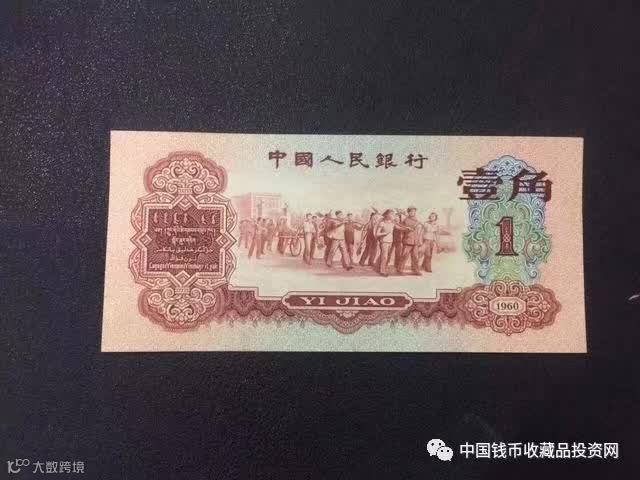 中國人民銀行
壹角
1
YI JIAO
1960
中国钱币收藏品投资网
大数跨境